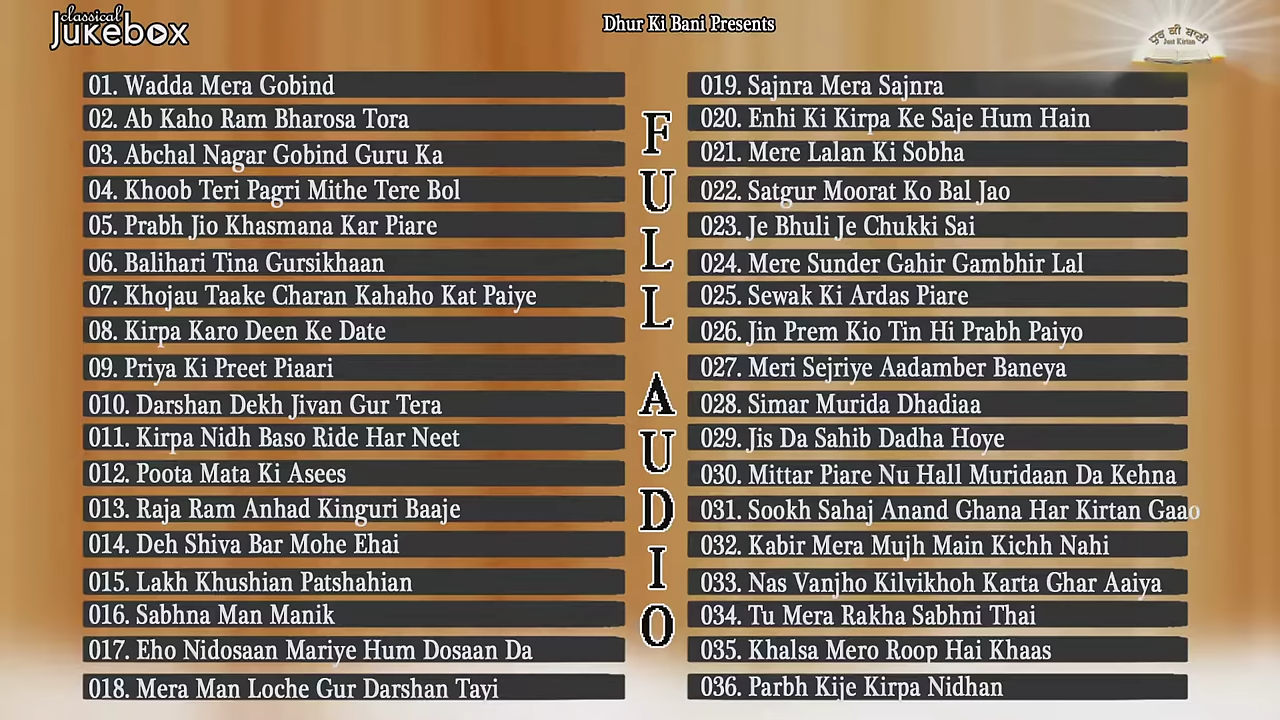 classical
Jukebox
Dhur Ki Bani Presents
ਧੁਰ ਕੀ ਬਾਣੀ
Just Kirtan
01. Wadda Mera Gobind
02. Ab Kaho Ram Bharosa Tora
03. Abchal Nagar Gobind Guru Ka
04. Khoob Teri Pagri Mithe Tere Bol
05. Prabh Jio Khasmana Kar Piare
06. Balihari Tina Gursikhaan
07. Khojau Taake Charan Kahaho Kat Paiye
08. Kirpa Karo Deen Ke Date
09. Priya Ki Preet Piaari
010. Darshan Dekh Jivan Gur Tera
011. Kirpa Nidh Baso Ride Har Neet
012. Poota Mata Ki Asees
013. Raja Ram Anhad Kinguri Baaje
014. Deh Shiva Bar Mohe Ehai
015. Lakh Khushian Patshahian
016. Sabhna Man Manik
017. Eho Nidosaan Mariye Hum Dosaan Da
018. Mera Man Loche Gur Darshan Tayi
FULL AUDIO
019. Sajnra Mera Sajnra
020. Enhi Ki Kirpa Ke Saje Hum Hain
021. Mere Lalan Ki Sobha
022. Satgur Moorat Ko Bal Jao
023. Je Bhuli Je Chukki Sai
024. Mere Sunder Gahir Gambhir Lal
025. Sewak Ki Ardas Piare
026. Jin Prem Kio Tin Hi Prabh Paiyo
027. Meri Sejriye Aadamber Baneya
028. Simar Murida Dhadiaa
029. Jis Da Sahib Dadha Hoye
030. Mittar Piare Nu Hall Muridaan Da Kehna
031. Sookh Sahaj Anand Ghana Har Kirtan Gaao
032. Kabir Mera Mujh Main Kichh Nahi
033. Nas Vanjho Kilvikhoh Karta Ghar Aaiya
034. Tu Mera Rakha Sabhni Thai
035. Khalsa Mero Roop Hai Khaas
036. Parbh Kije Kirpa Nidhan